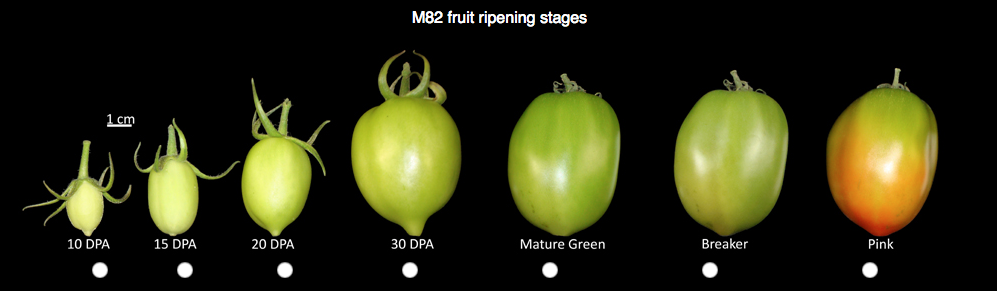 M82 fruit ripening stages
1 cm
10 DPA
15 DPA
20 DPA
30 DPA
Mature Green
Breaker
Pink